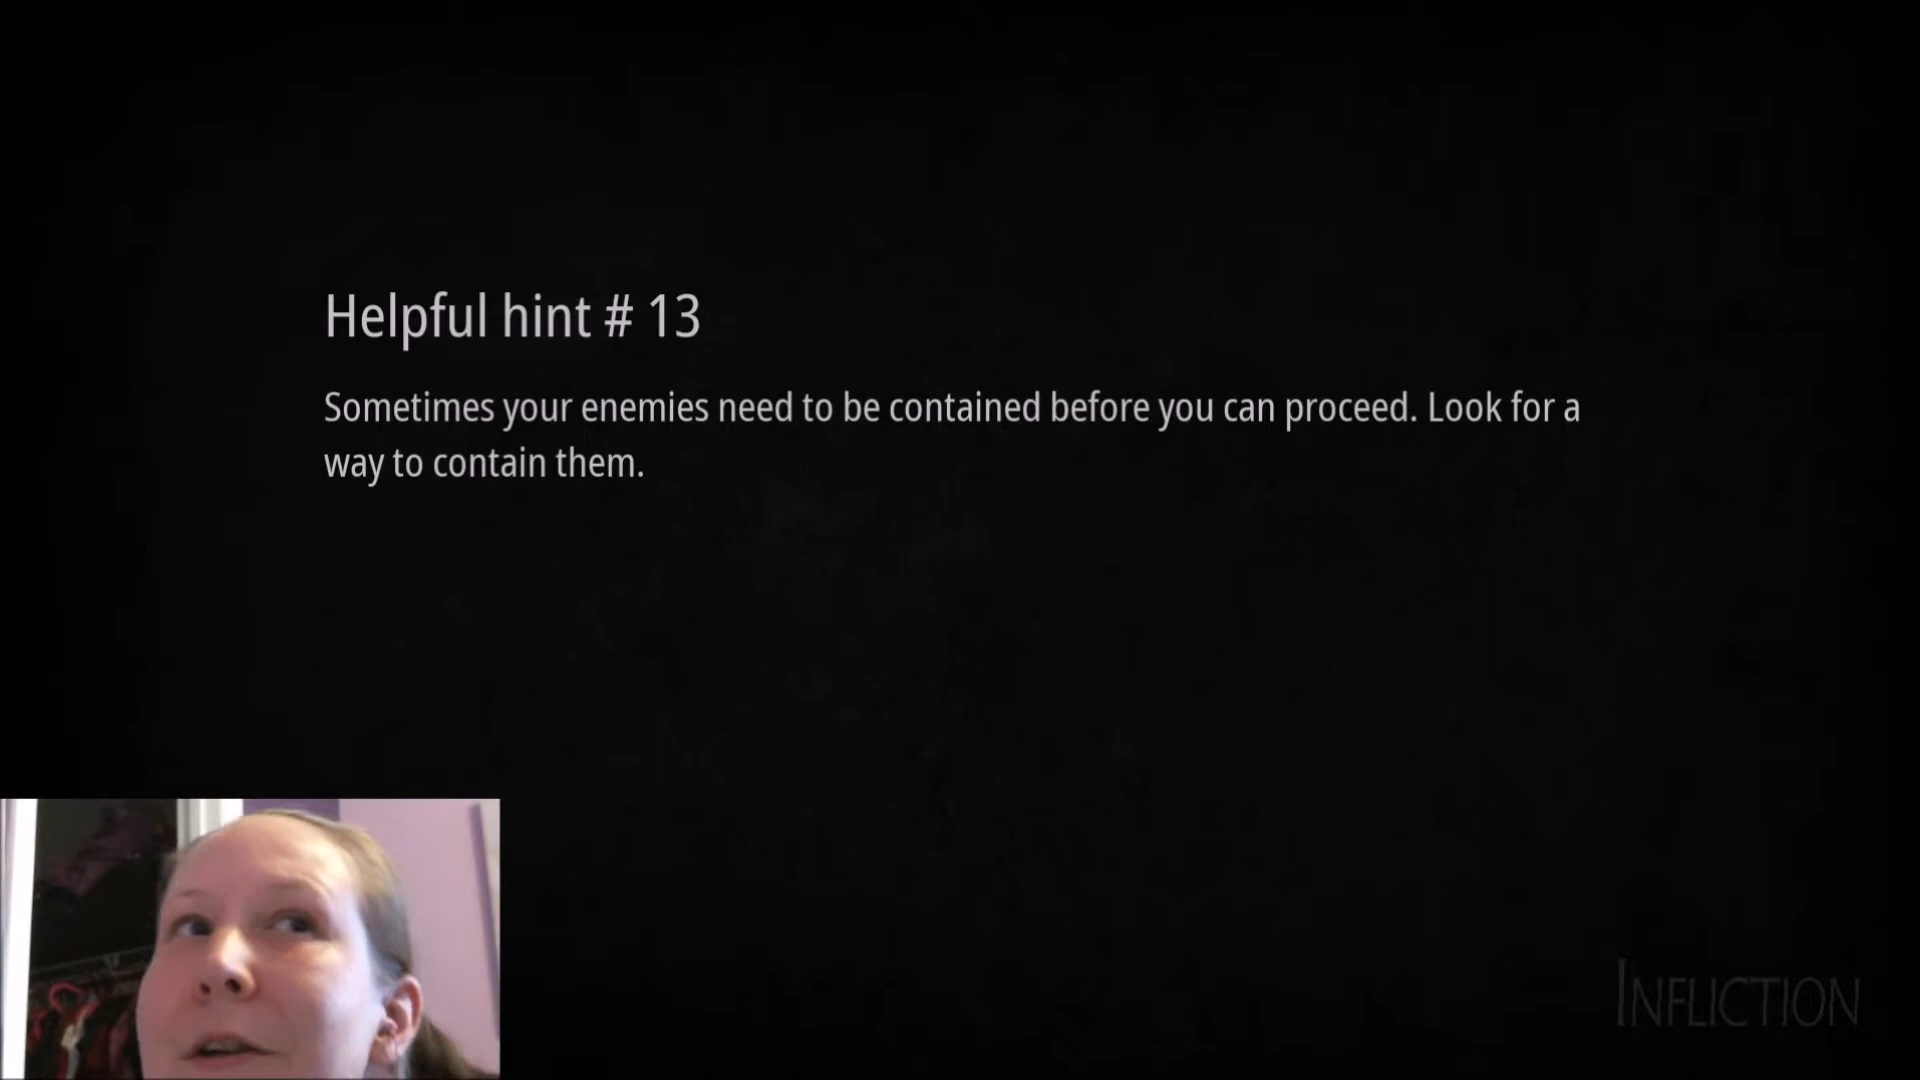 Helpful hint # 13
Sometimes your enemies need to be contained before you can proceed. Look for a
way to contain them.
INFLICTION